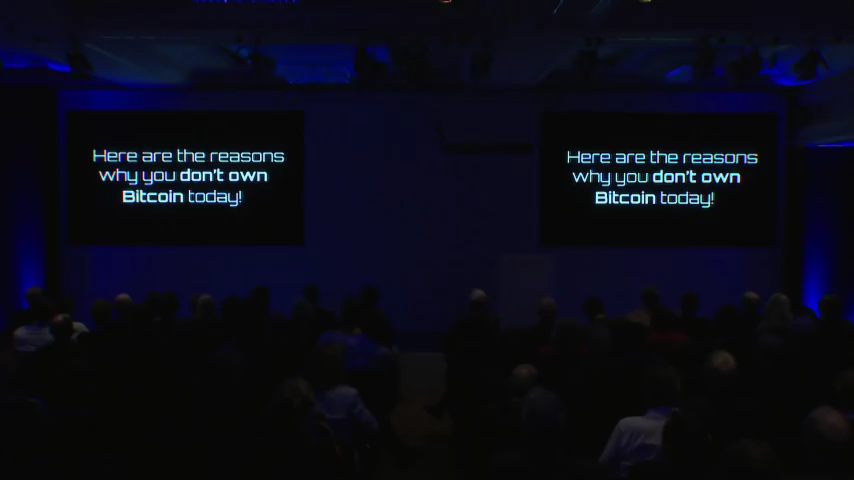 Here are the reasons
why you don't own
Bitcoin today!
Here are the reasons
why you don't own
Bitcoin today!